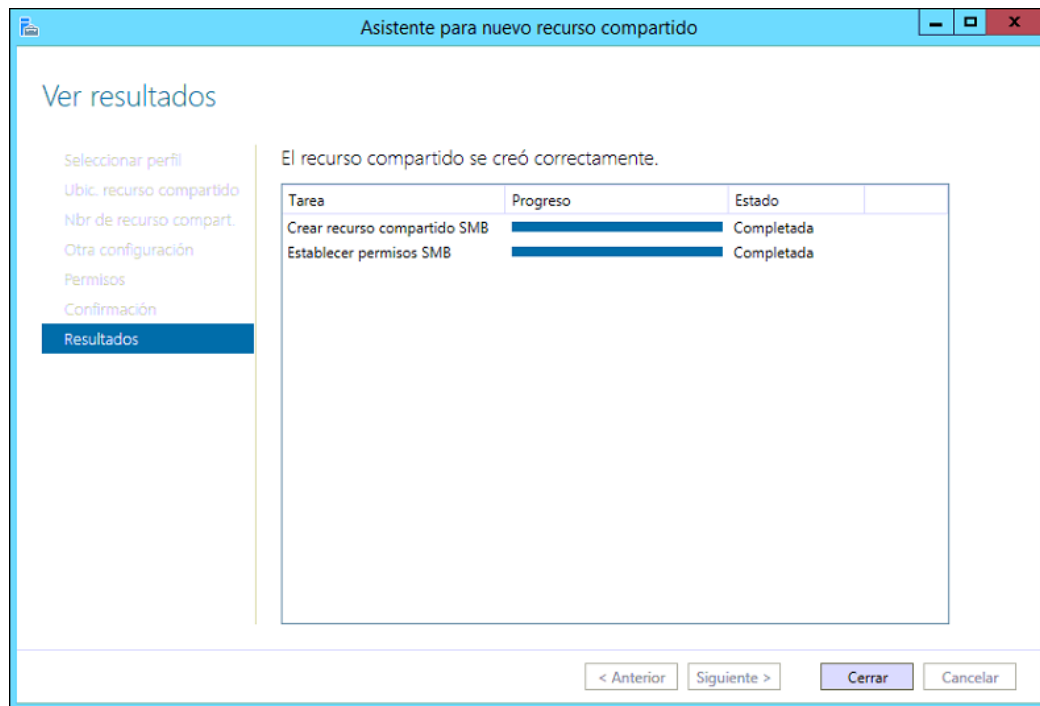 Asistente para nuevo recurso compartido
Ver resultados
Seleccionar perfil
Ubic. recurso compartido
Nbr de recurso compart.
Otra configuración
Permisos
Confirmación
Resultados
El recurso compartido se creó correctamente.
Tarea Progreso Estado
Crear recurso compartido SMB Completada
Establecer permisos SMB Completada
< Anterior Siguiente > Cerrar Cancelar